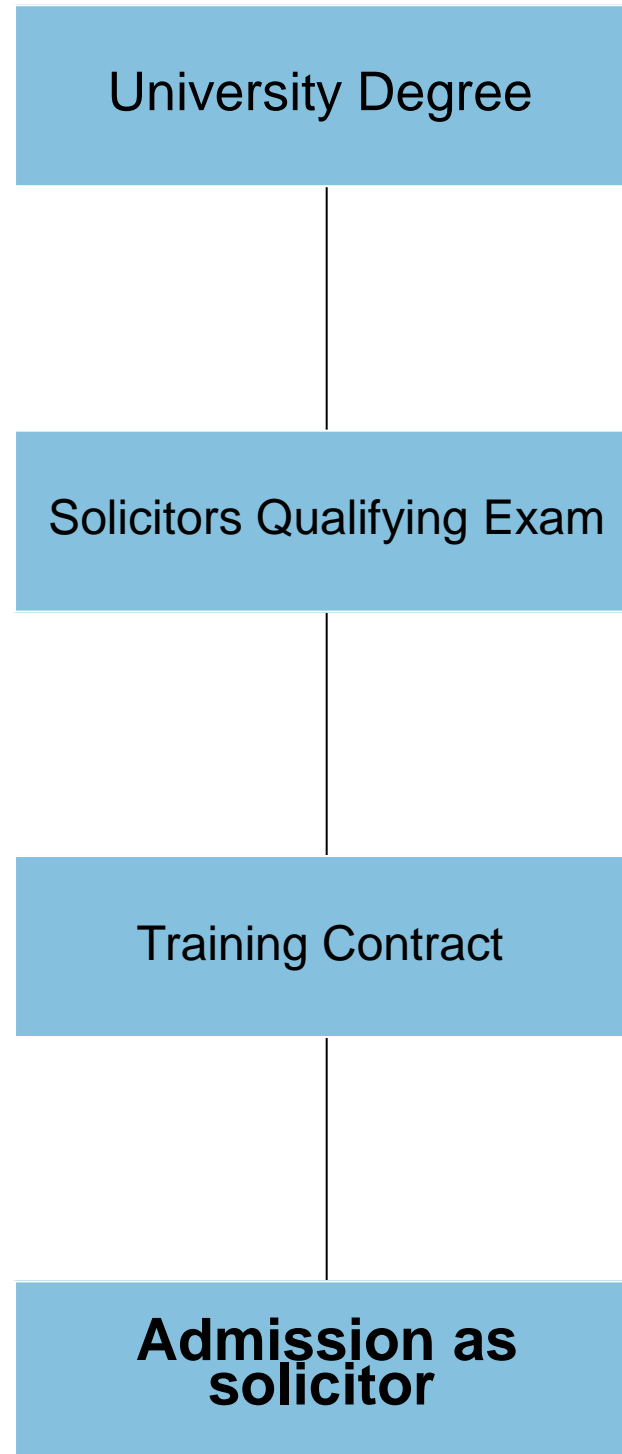 University Degree
Solicitors Qualifying Exam
Training Contract
Admission as
solicitor